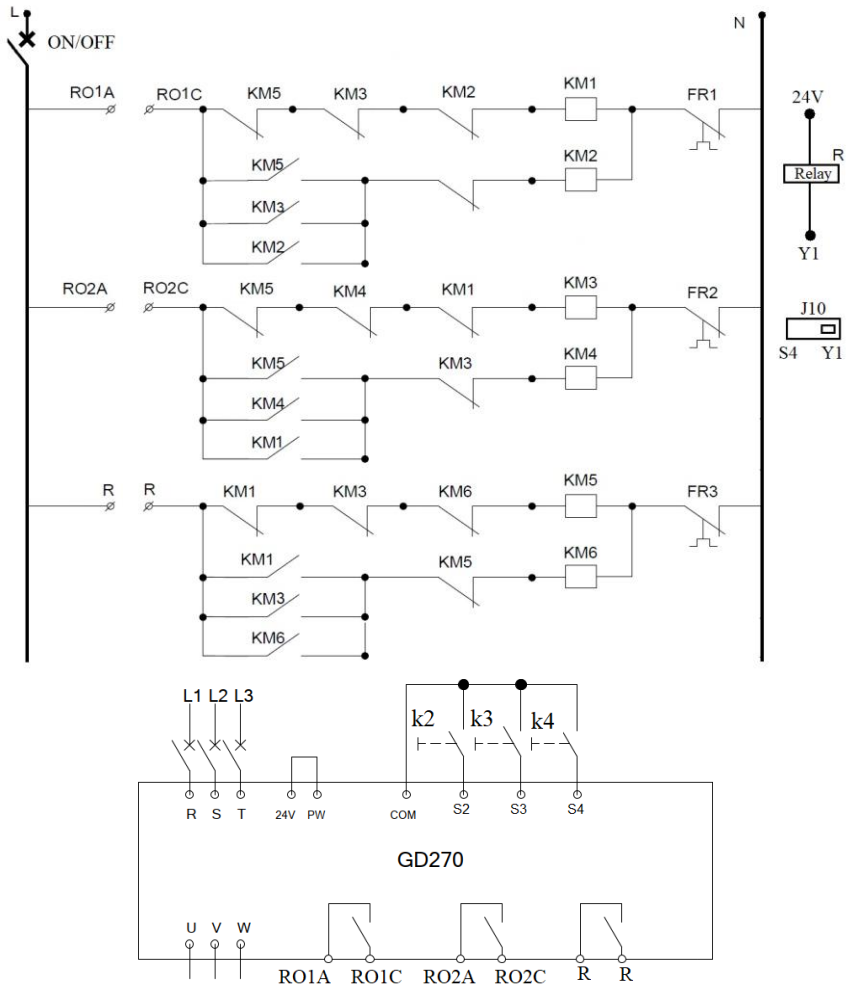 L
ON/OFF
N
RO1A RO1C KM5 KM3 KM2 KM1 FR1
24V
KM5 KM2
R
Relay
KM3
KM2
Y1
RO2A RO2C KM5 KM4 KM1 KM3 FR2
J10
S4 Y1
KM5 KM3 KM4
KM4
KM1
R R KM1 KM3 KM6 KM5 FR3
KM1 KM5 KM6
KM3
KM6
L1 L2 L3
k2 k3 k4
R S T 24V PW COM S2 S3 S4
GD270
U V W
RO1A RO1C RO2A RO2C R R